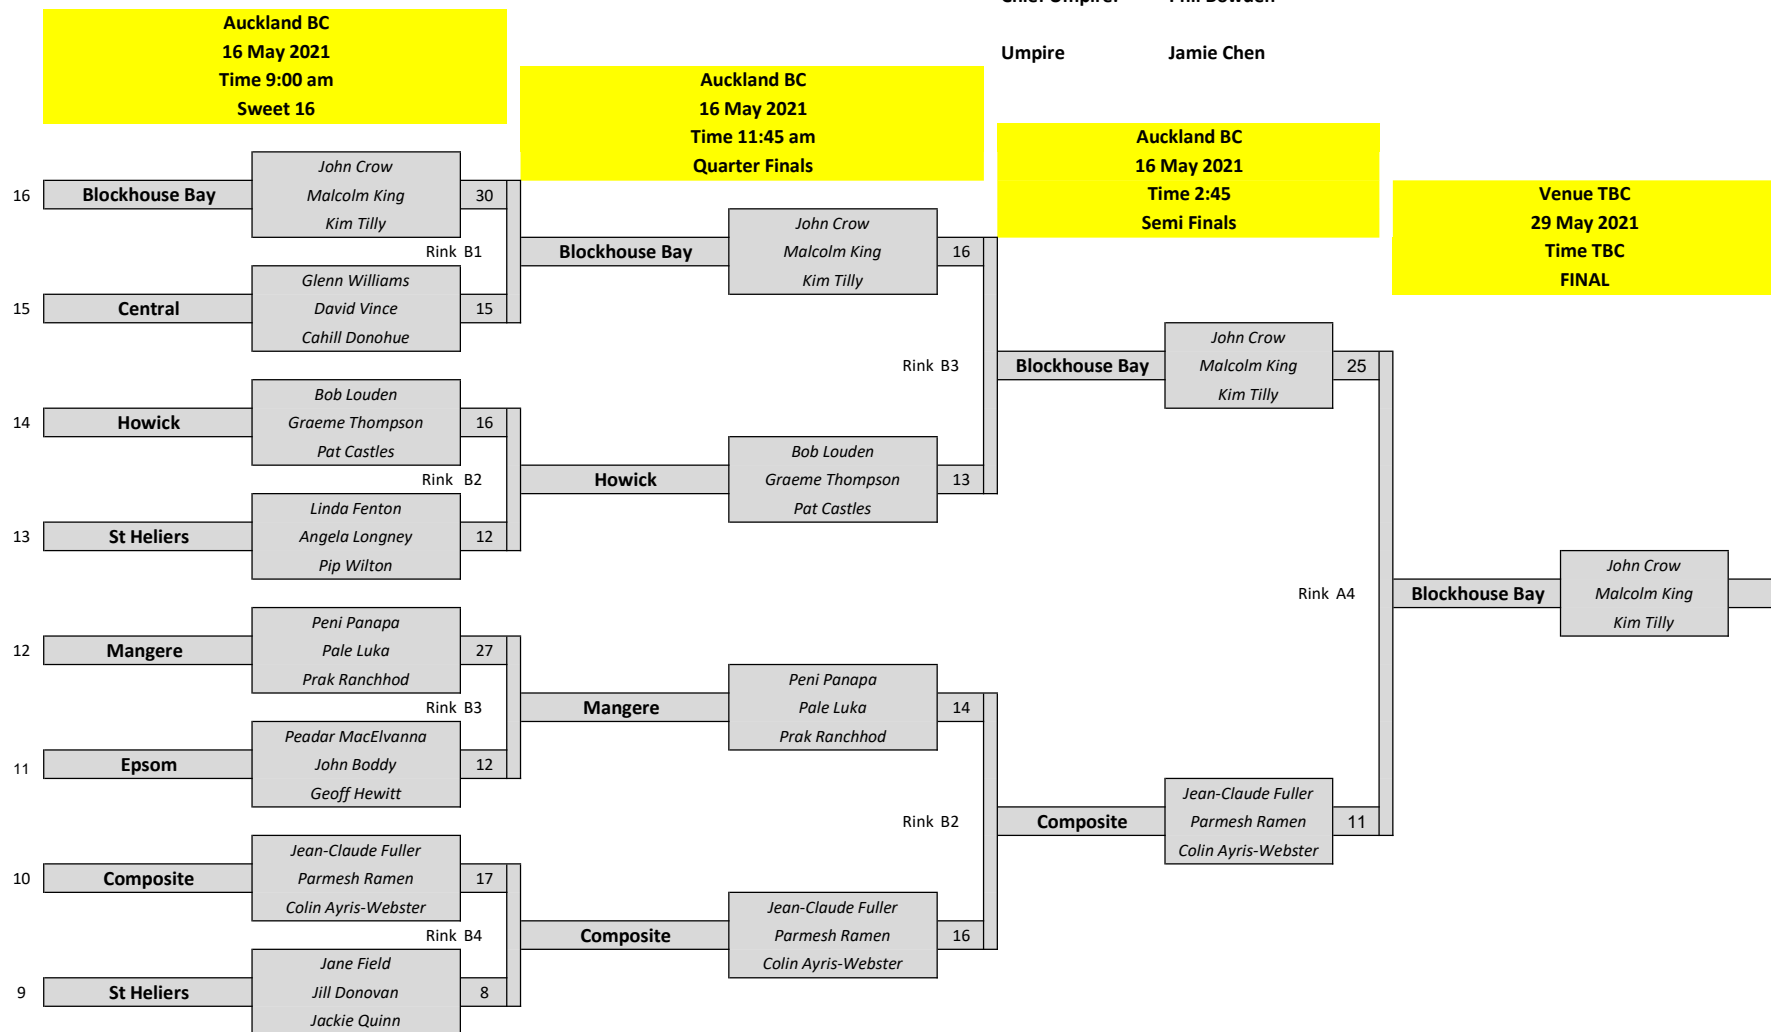 Chief Umpire: Phil Bowden
Umpire Jamie Chen
Auckland BC
16 May 2021
Time 9:00 am
Sweet 16
Auckland BC
16 May 2021
Time 11:45 am
Quarter Finals
Auckland BC
16 May 2021
Time 2:45
Semi Finals
Venue TBC
29 May 2021
Time TBC
FINAL
John Crow
16 Blockhouse Bay Malcolm King 30
Kim Tilly
Rink B1
Glenn Williams
15 Central David Vince 15
Cahill Donohue
Bob Louden
14 Howick Graeme Thompson 16
Pat Castles
Rink B2
Linda Fenton
13 St Heliers Angela Longney 12
Pip Wilton
Peni Panapa
12 Mangere Pale Luka 27
Prak Ranchhod
Rink B3
Peadar MacElvanna
11 Epsom John Boddy 12
Geoff Hewitt
Jean-Claude Fuller
10 Composite Parmesh Ramen 17
Colin Ayris-Webster
Rink B4
Jane Field
9 St Heliers Jill Donovan 8
Jackie Quinn
John Crow
Blockhouse Bay Malcolm King 16
Kim Tilly
Rink B3
Bob Louden
Howick Graeme Thompson 13
Pat Castles
Peni Panapa
Mangere Pale Luka 14
Prak Ranchhod
Rink B2
Jean-Claude Fuller
Composite Parmesh Ramen 16
Colin Ayris-Webster
John Crow
Blockhouse Bay Malcolm King 25
Kim Tilly
Rink A4
Jean-Claude Fuller
Composite Parmesh Ramen 11
Colin Ayris-Webster
John Crow
Blockhouse Bay Malcolm King
Kim Tilly